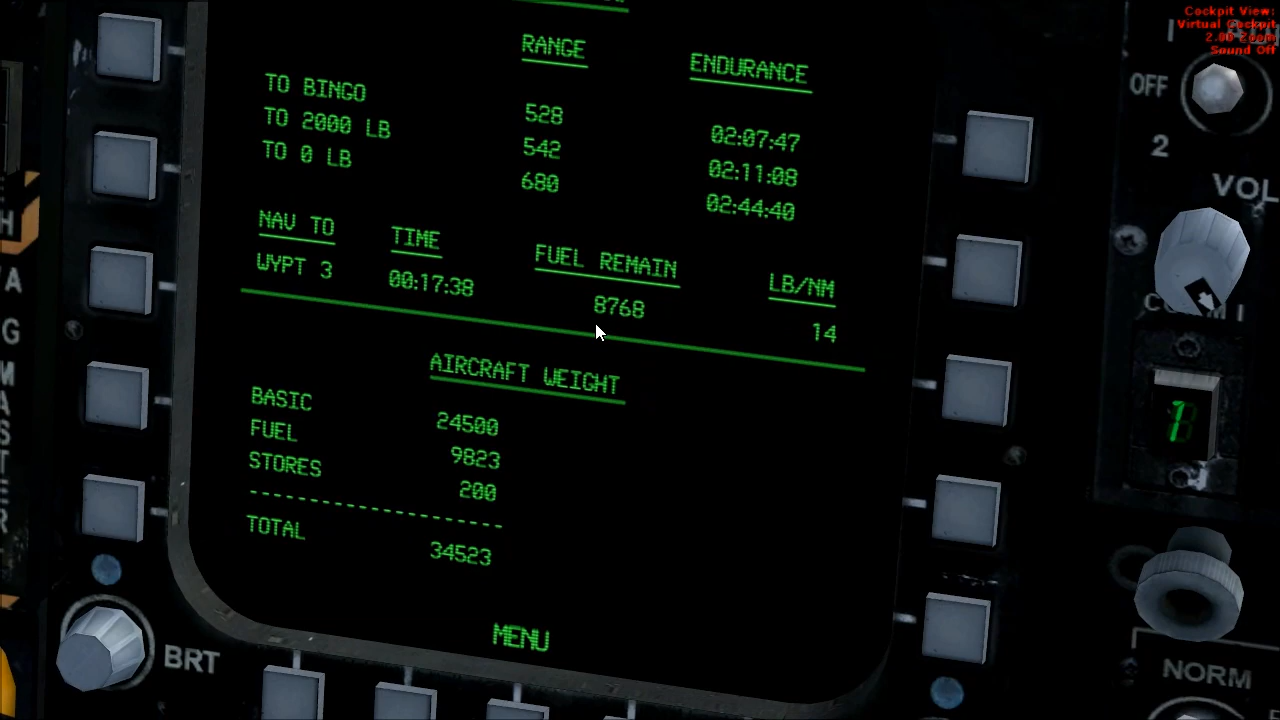 Cockpit View:
Virtual Cockpit
2.00 Zoom
Sound Off
RANGE ENDURANCE
TO BINGO 528 02:07:47
TO 2000 LB 542 02:11:08
TO 0 LB 680 02:44:40
NAV TO TIME FUEL REMAIN LB/NM
WYPT 3 00:17:38 8768 14
AIRCRAFT WEIGHT
BASIC 24500
FUEL 9823
STORES 200
--------------------
TOTAL 34523
MENU
BRT
OFF
2
VOL
COMM 1
1
NORM